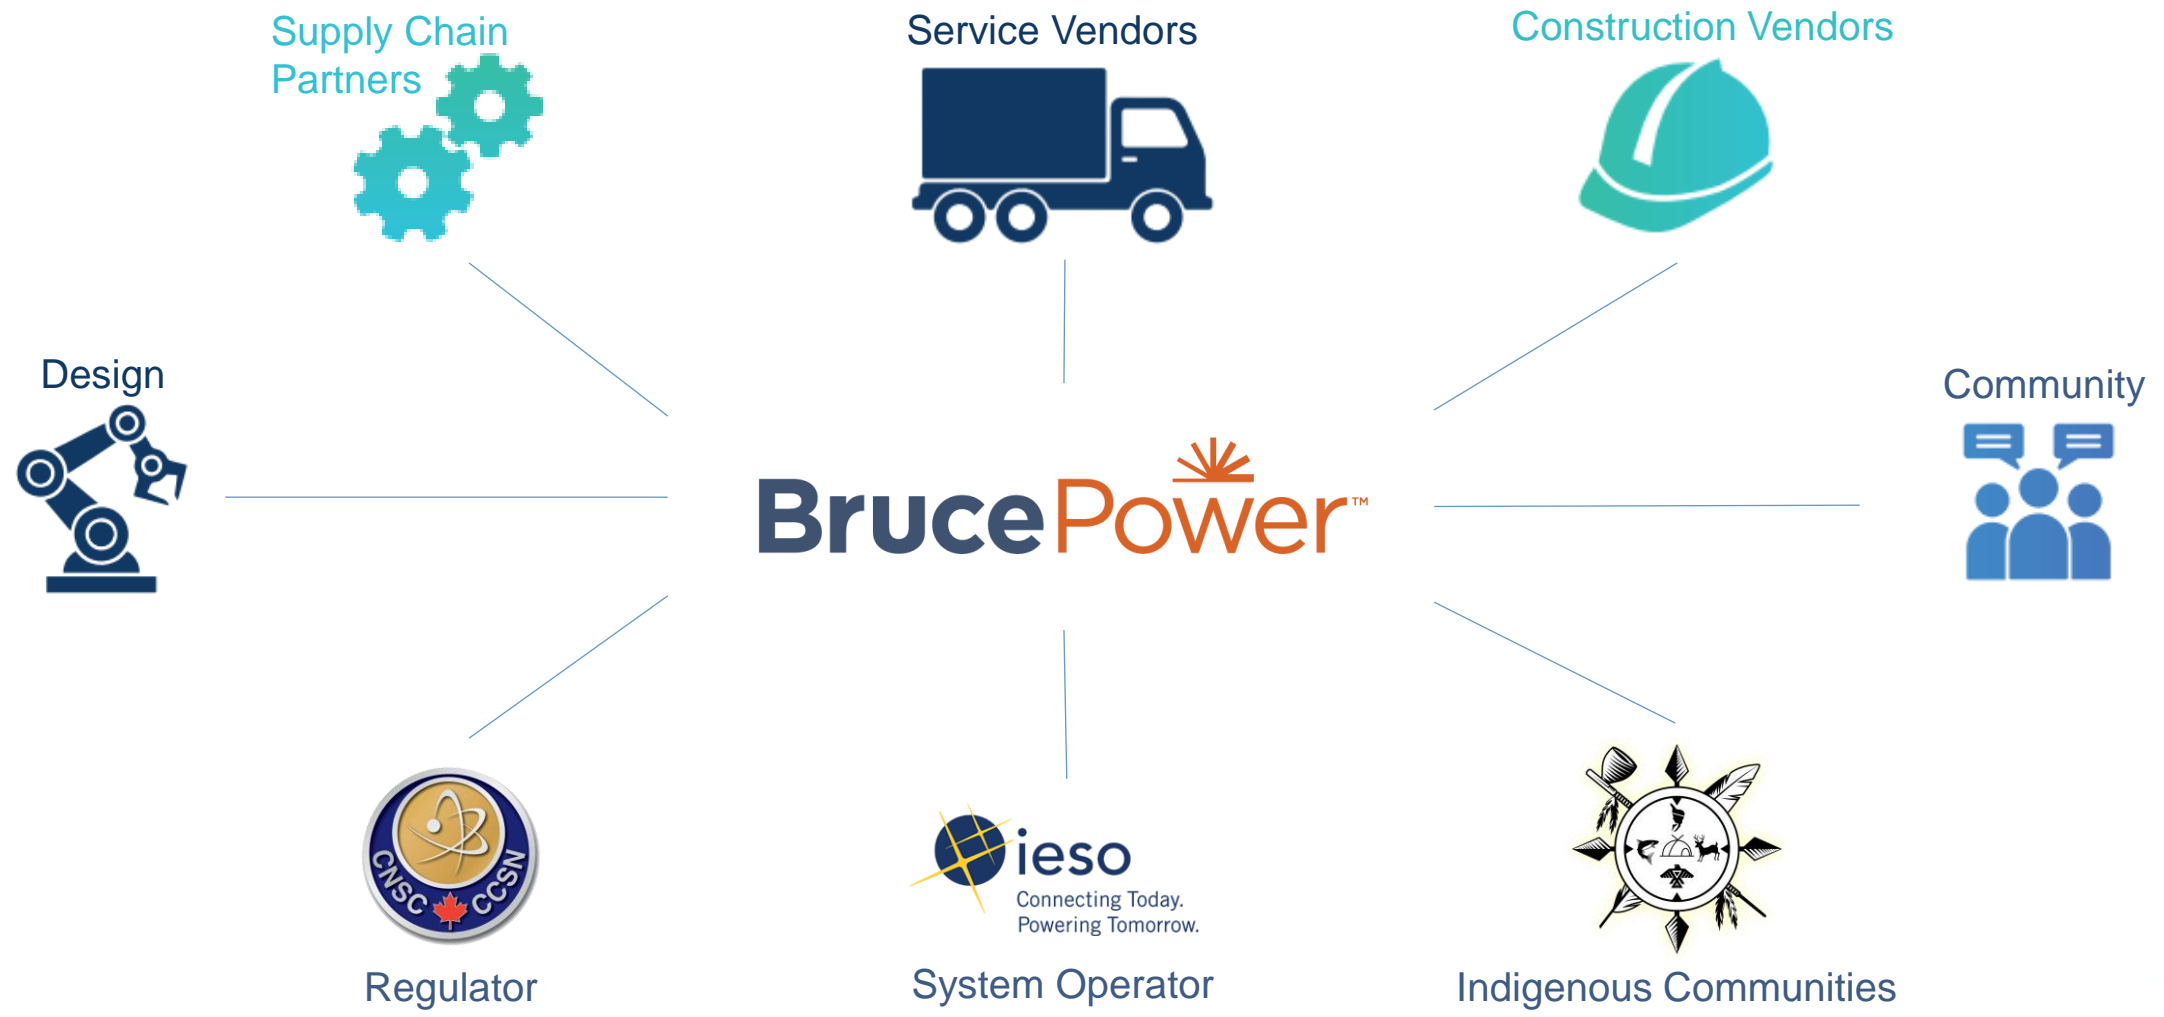 Supply Chain
Partners
Service Vendors
Construction Vendors
Design
Community
BrucePower™
CNSC CCSN
ieso
Connecting Today.
Powering Tomorrow.
Regulator
System Operator
Indigenous Communities